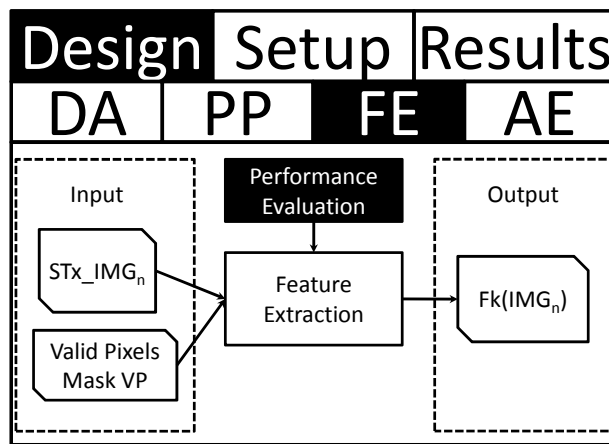 Design Setup Results
DA PP FE AE
Input
Performance
Evaluation
Output
STx_IMGn
Feature
Extraction
Fk(IMGn)
Valid Pixels
Mask VP